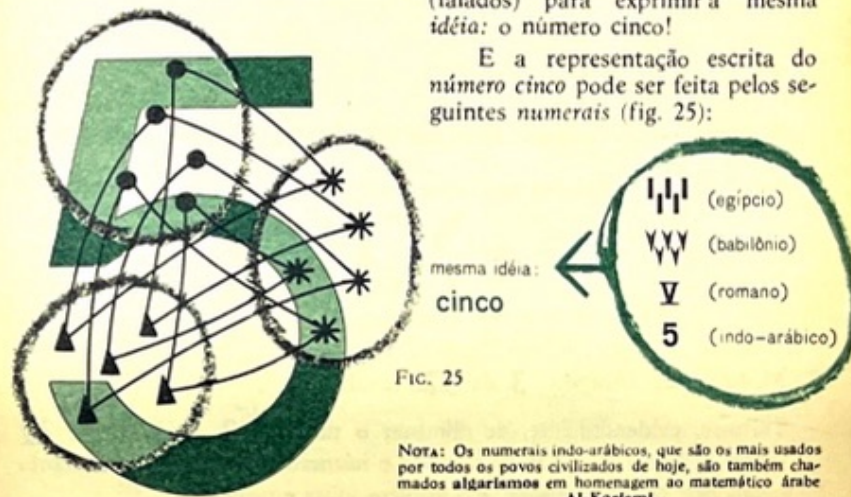 (falados) para exprimir a mesma
idéia: o número cinco!
E a representação escrita do
número cinco pode ser feita pelos se-
guintes numerais (fig. 25):
(egípcio)
(babilônio)
V (romano)
5 (indo-arábico)
mesma idéia:
cinco
FIG. 25
NOTA: Os numerais indo-arábicos, que são os mais usados
por todos os povos civilizados de hoje, são também cha-
mados algarismos em homenagem ao matemático árabe